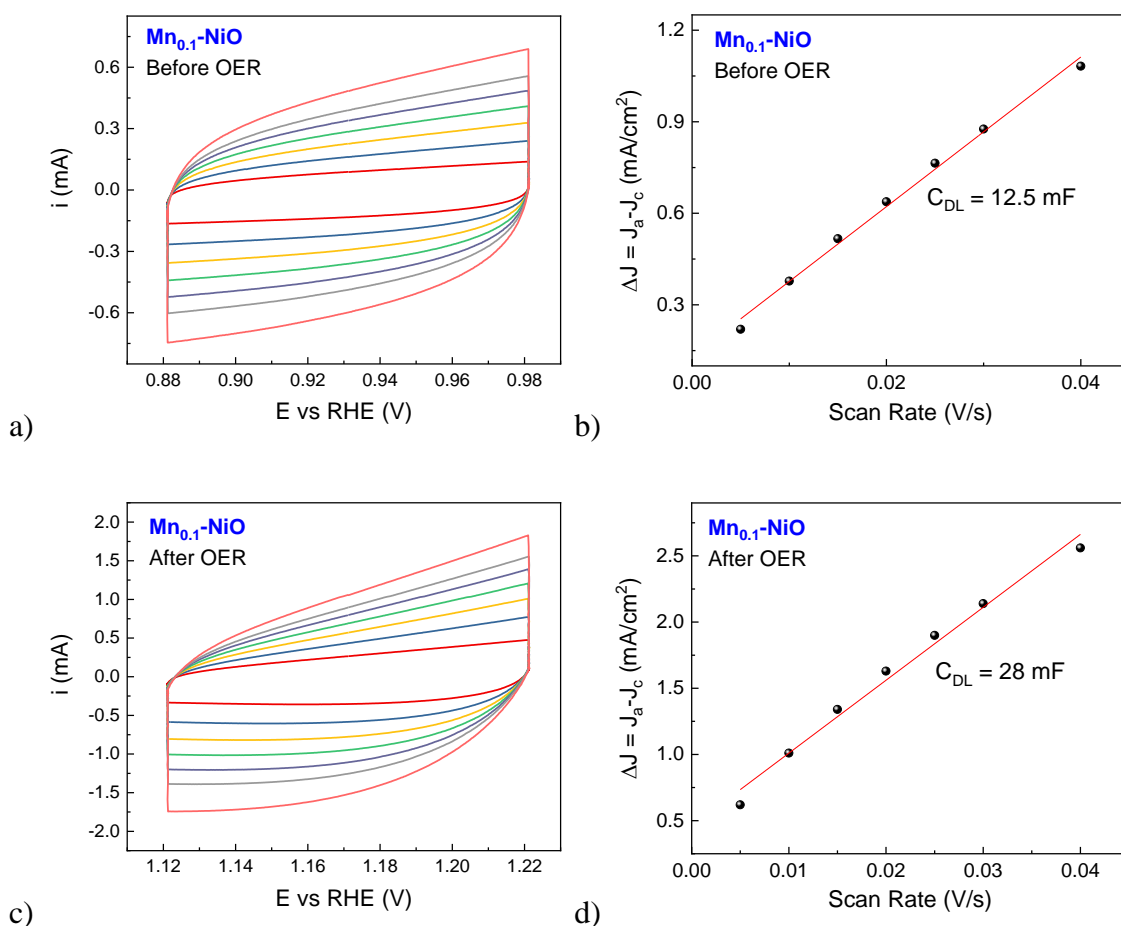 Mn0.1-NiO
Before OER
i (mA)
0.6
0.3
0.0
-0.3
-0.6
0.88 0.90 0.92 0.94 0.96 0.98
E vs RHE (V)
a)
Mn0.1-NiO
Before OER
ΔJ = Ja-Jc (mA/cm2)
1.2
0.9
0.6
0.3
CDL = 12.5 mF
0.00 0.02 0.04
Scan Rate (V/s)
b)
Mn0.1-NiO
After OER
i (mA)
2.0
1.5
1.0
0.5
0.0
-0.5
-1.0
-1.5
-2.0
1.12 1.14 1.16 1.18 1.20 1.22
E vs RHE (V)
c)
Mn0.1-NiO
After OER
ΔJ = Ja-Jc (mA/cm2)
2.5
2.0
1.5
1.0
0.5
CDL = 28 mF
0.00 0.01 0.02 0.03 0.04
Scan Rate (V/s)
d)